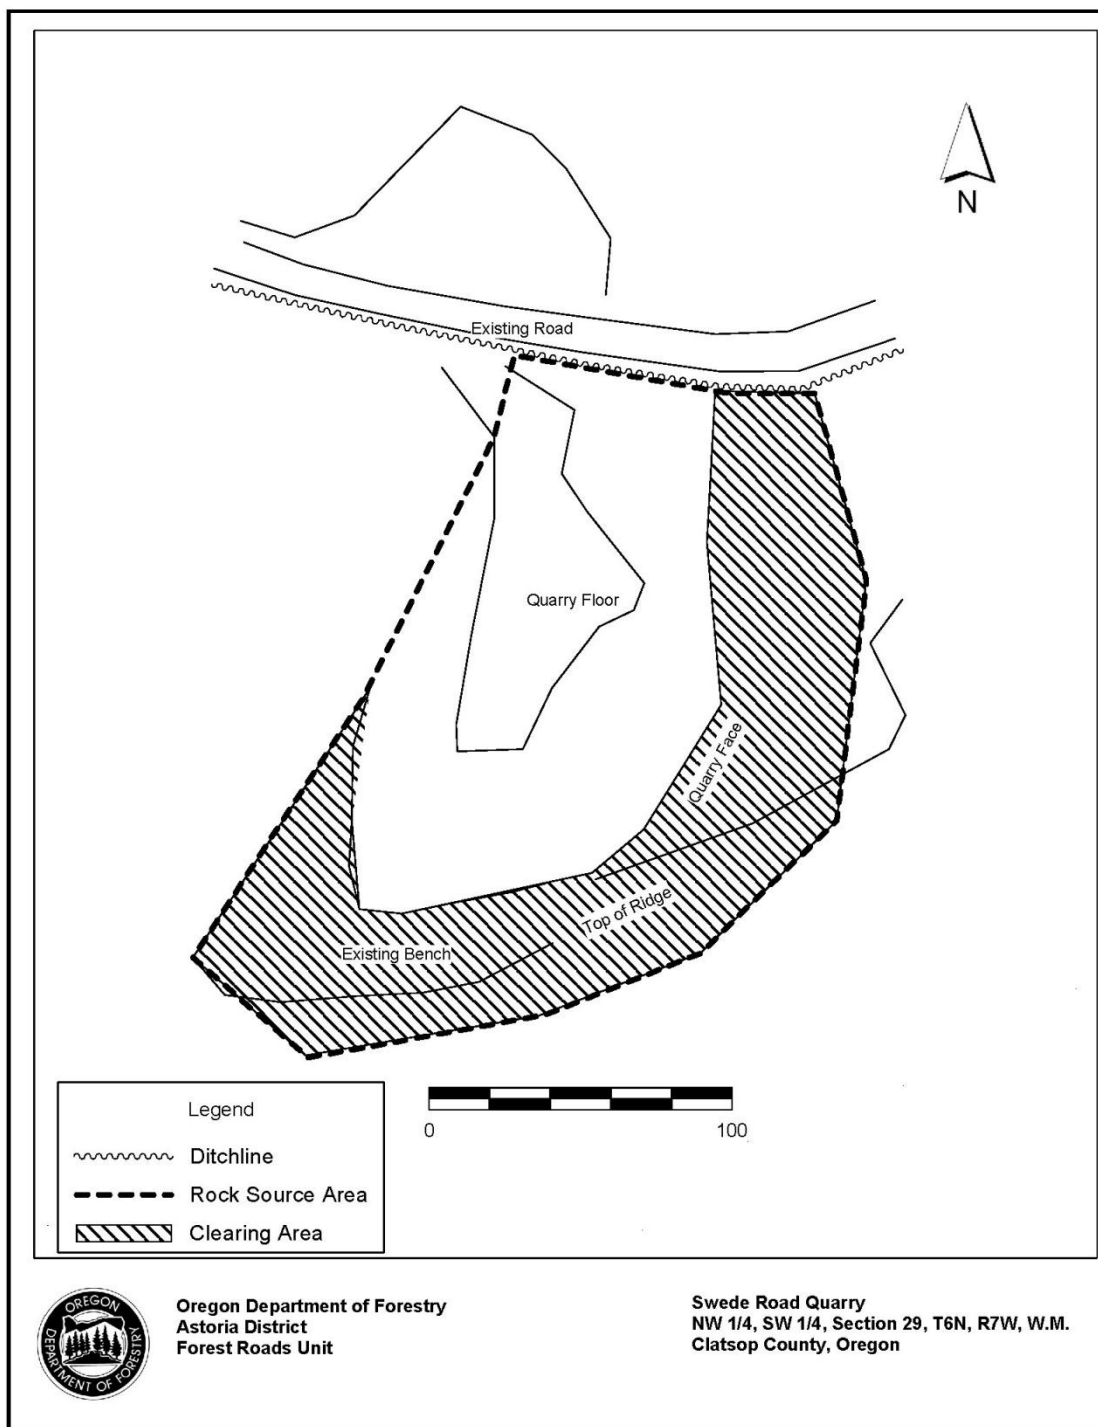 N
Existing Road
Quarry Floor
Quarry Face
Top of Ridge
Existing Bench
0 100
Legend
Ditchline
Rock Source Area
Clearing Area
OREGON
DEPARTMENT OF FORESTRY
Oregon Department of Forestry
Astoria District
Forest Roads Unit
Swede Road Quarry
NW 1/4, SW 1/4, Section 29, T6N, R7W, W.M.
Clatsop County, Oregon